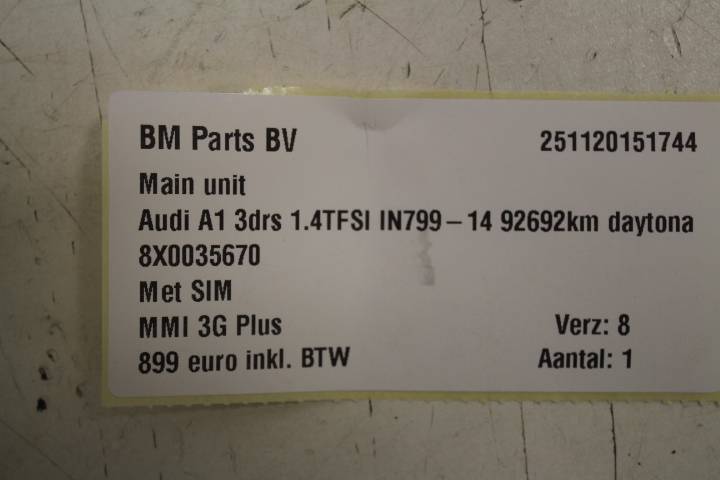 BM Parts BV 251120151744
Main unit
Audi A1 3drs 1.4TFSI IN799-14 92692km daytona
8X0035670
Met SIM
MMI 3G Plus Verz: 8
899 euro inkl. BTW Aantal: 1